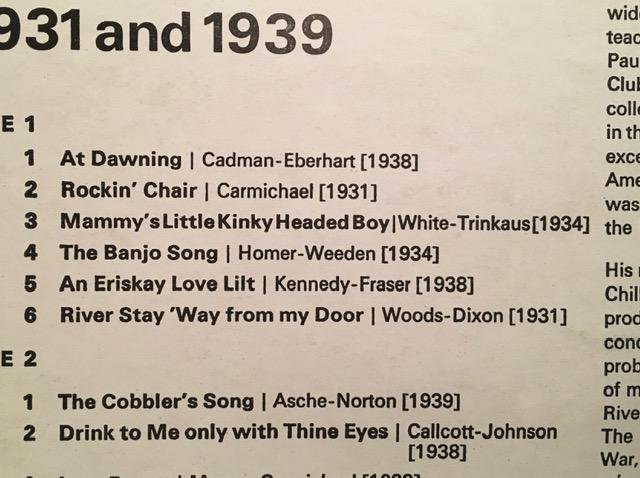 931 and 1939
E 1
1 At Dawning | Cadman-Eberhart [1938]
2 Rockin' Chair | Carmichael [1931]
3 Mammy's Little Kinky Headed Boy | White-Trinkaus [1934]
4 The Banjo Song | Homer-Weeden [1934]
5 An Eriskay Love Lilt | Kennedy-Fraser [1938]
6 River Stay 'Way from my Door | Woods-Dixon [1931]
E 2
1 The Cobbler's Song | Asche-Norton [1939]
2 Drink to Me only with Thine Eyes | Callcott-Johnson
[1938]
wid
teac
Pau
Club
coll
in th
exce
Ame
was
the
His
Chill
prod
cond
prob
of m
Rive
The
War,